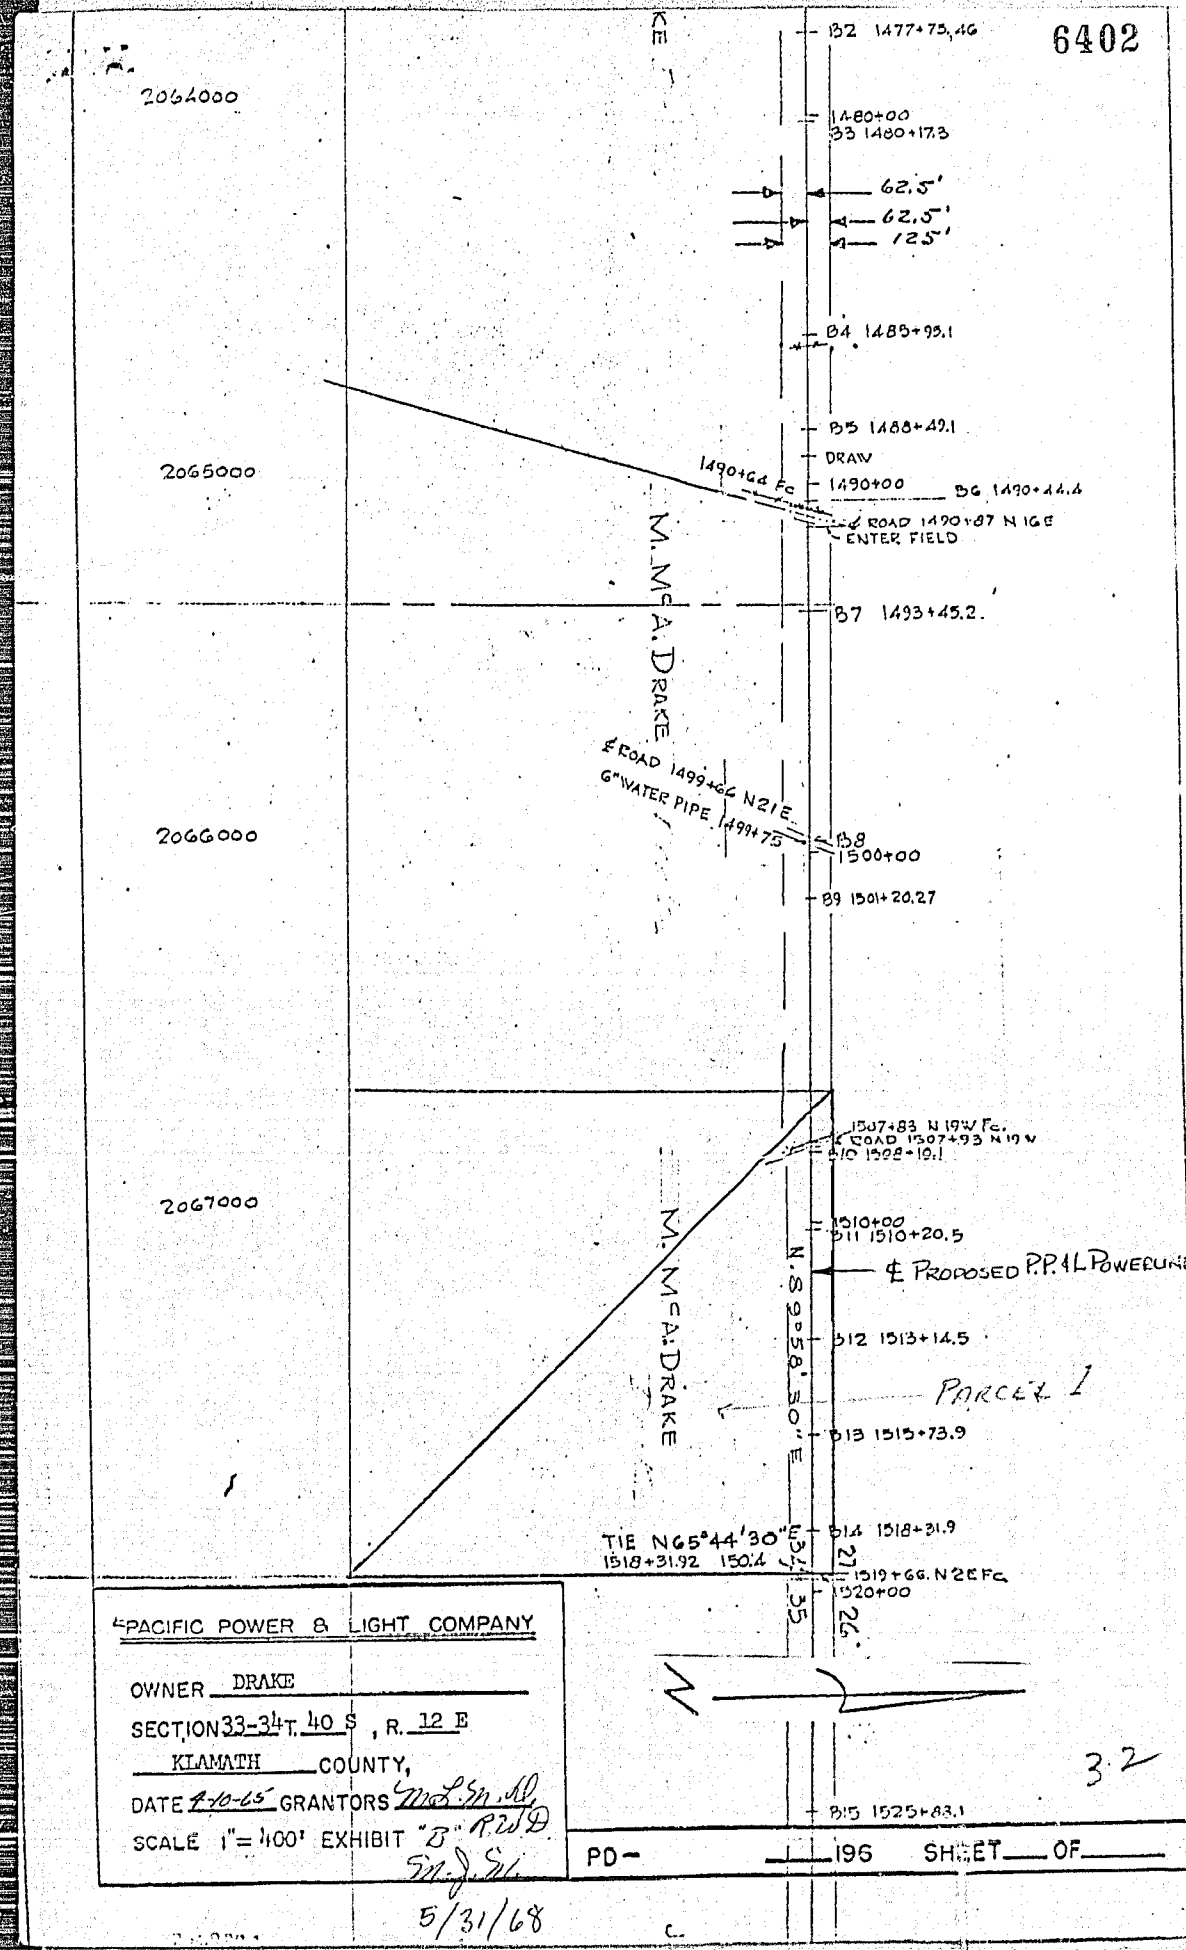 6402
KE
B2 1477+75.46
2064000
1480+00
B3 1480+17.3
62.5'
62.5'
125'
B4 1485+95.1
B5 1488+49.1
DRAW
2065000
1490+64 Fc
1490+00
B6 1490+44.4
℄ ROAD 1490+87 N16E
ENTER FIELD
M. McA. DRAKE
B7 1493+45.2
℄ ROAD 1499+66 N21E
6" WATER PIPE 1499+75
2066000
B8
1500+00
B9 1501+20.27
1507+83 N19W Fc.
℄ ROAD 1507+93 N19W
B10 1508+19.1
2067000
1510+00
B11 1510+20.5
M. McA. DRAKE
N. 89°58'30" E
℄ PROPOSED P.P.&L POWERLINE
B12 1513+14.5
PARCEL 1
B13 1515+73.9
TIE N65°44'30"E
1518+31.92 150.4
B14 1518+31.9
34
27
1519+66. N2E Fc
1520+00
35
26
PACIFIC POWER & LIGHT COMPANY
OWNER DRAKE
SECTION 33-34 T. 40 S, R. 12 E
KLAMATH COUNTY,
DATE 9-10-65 GRANTORS
SCALE 1"=400' EXHIBIT "B" R.W.D.
5/31/68
32
B15 1525+83.1
PD- 196 SHEET OF